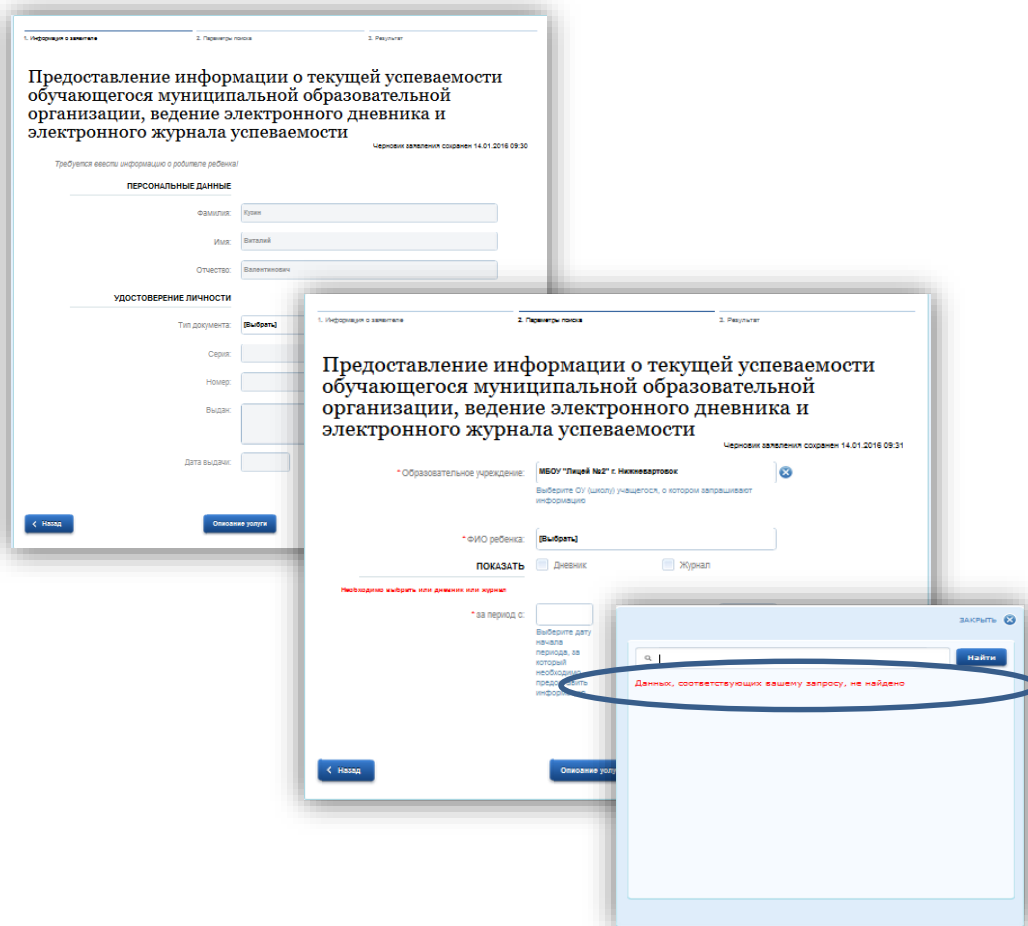 1. Информация о заявителе
2. Параметры поиска
3. Результат
Предоставление информации о текущей успеваемости
обучающегося муниципальной образовательной
организации, ведение электронного дневника и
электронного журнала успеваемости
Черновик заявления сохранен 14.01.2016 09:30
Требуется ввести информацию о родителе ребенка!
ПЕРСОНАЛЬНЫЕ ДАННЫЕ
Фамилия:
Имя: Виталий
Отчество: Валентинович
УДОСТОВЕРЕНИЕ ЛИЧНОСТИ
Тип документа: [Выбрать]
Серия:
Номер:
Выдан:
Дата выдачи:
Назад
Описание услуги
1. Информация о заявителе
2. Параметры поиска
3. Результат
Предоставление информации о текущей успеваемости
обучающегося муниципальной образовательной
организации, ведение электронного дневника и
электронного журнала успеваемости
Черновик заявления сохранен 14.01.2016 09:31
* Образовательное учреждение: МБОУ "Лицей №2" г. Нижневартовок
Выберите ОУ (школу) учащегося, о котором запрашивают
информацию
* ФИО ребенка: [Выбрать]
ПОКАЗАТЬ Дневник Журнал
Необходимо выбрать или дневник или журнал
* за период с:
Выберите дату
начала
периода, за
который
необходимо
предоставить
Назад
Описание услу
ЗАКРЫТЬ
Найти
Данных, соответствующих вашему запросу, не найдено